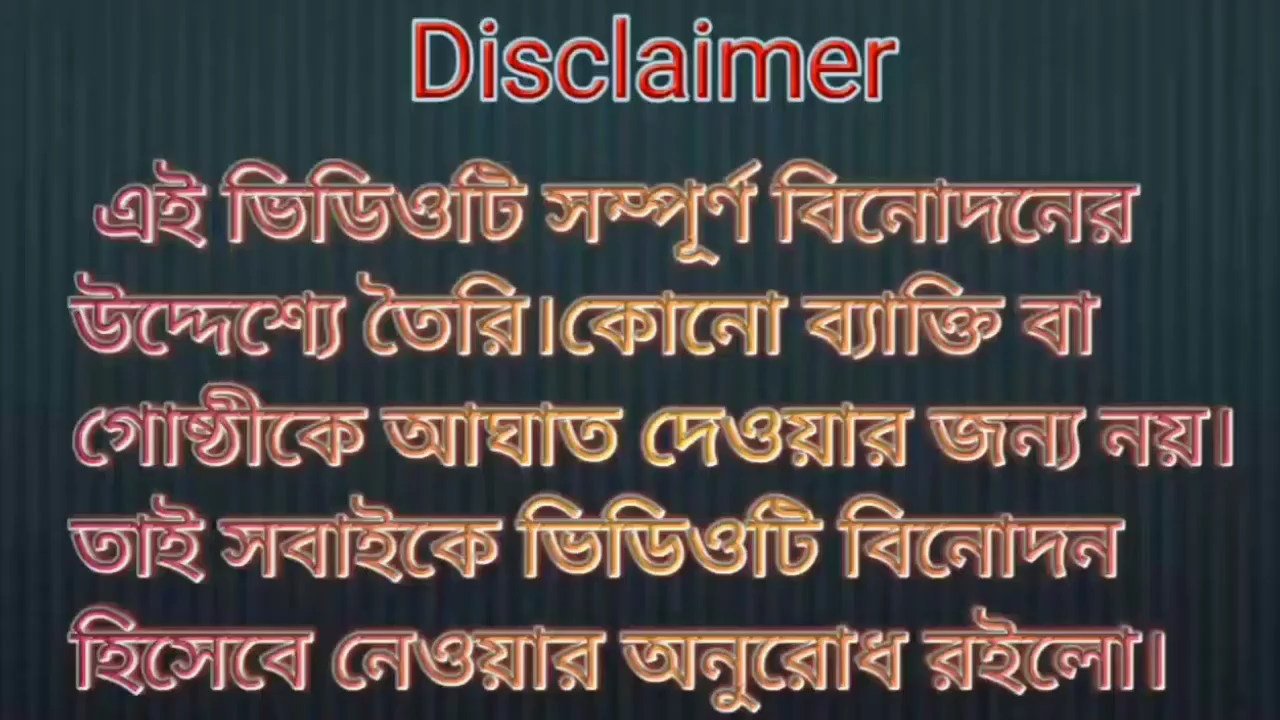 Disclaimer
এই ভিডিওটি সম্পূর্ণ বিনোদনের
উদ্দেশ্যে তৈরি।কোনো ব্যাক্তি বা
গোষ্ঠীকে আঘাত দেওয়ার জন্য নয়।
তাই সবাইকে ভিডিওটি বিনোদন
হিসেবে নেওয়ার অনুরোধ রইলো।